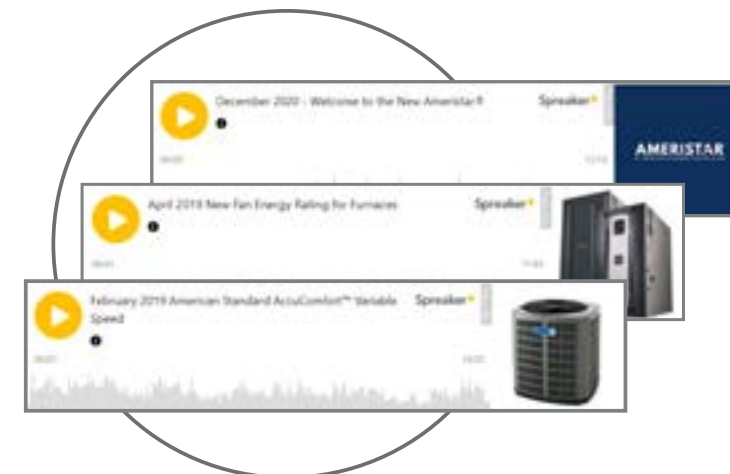 December 2020 - Welcome to the New Ameristar®
Spreaker
AMERISTAR
April 2019 New Fan Energy Rating for Furnaces
Spreaker
February 2019 American Standard AccuComfort™ Variable
Speed
Spreaker